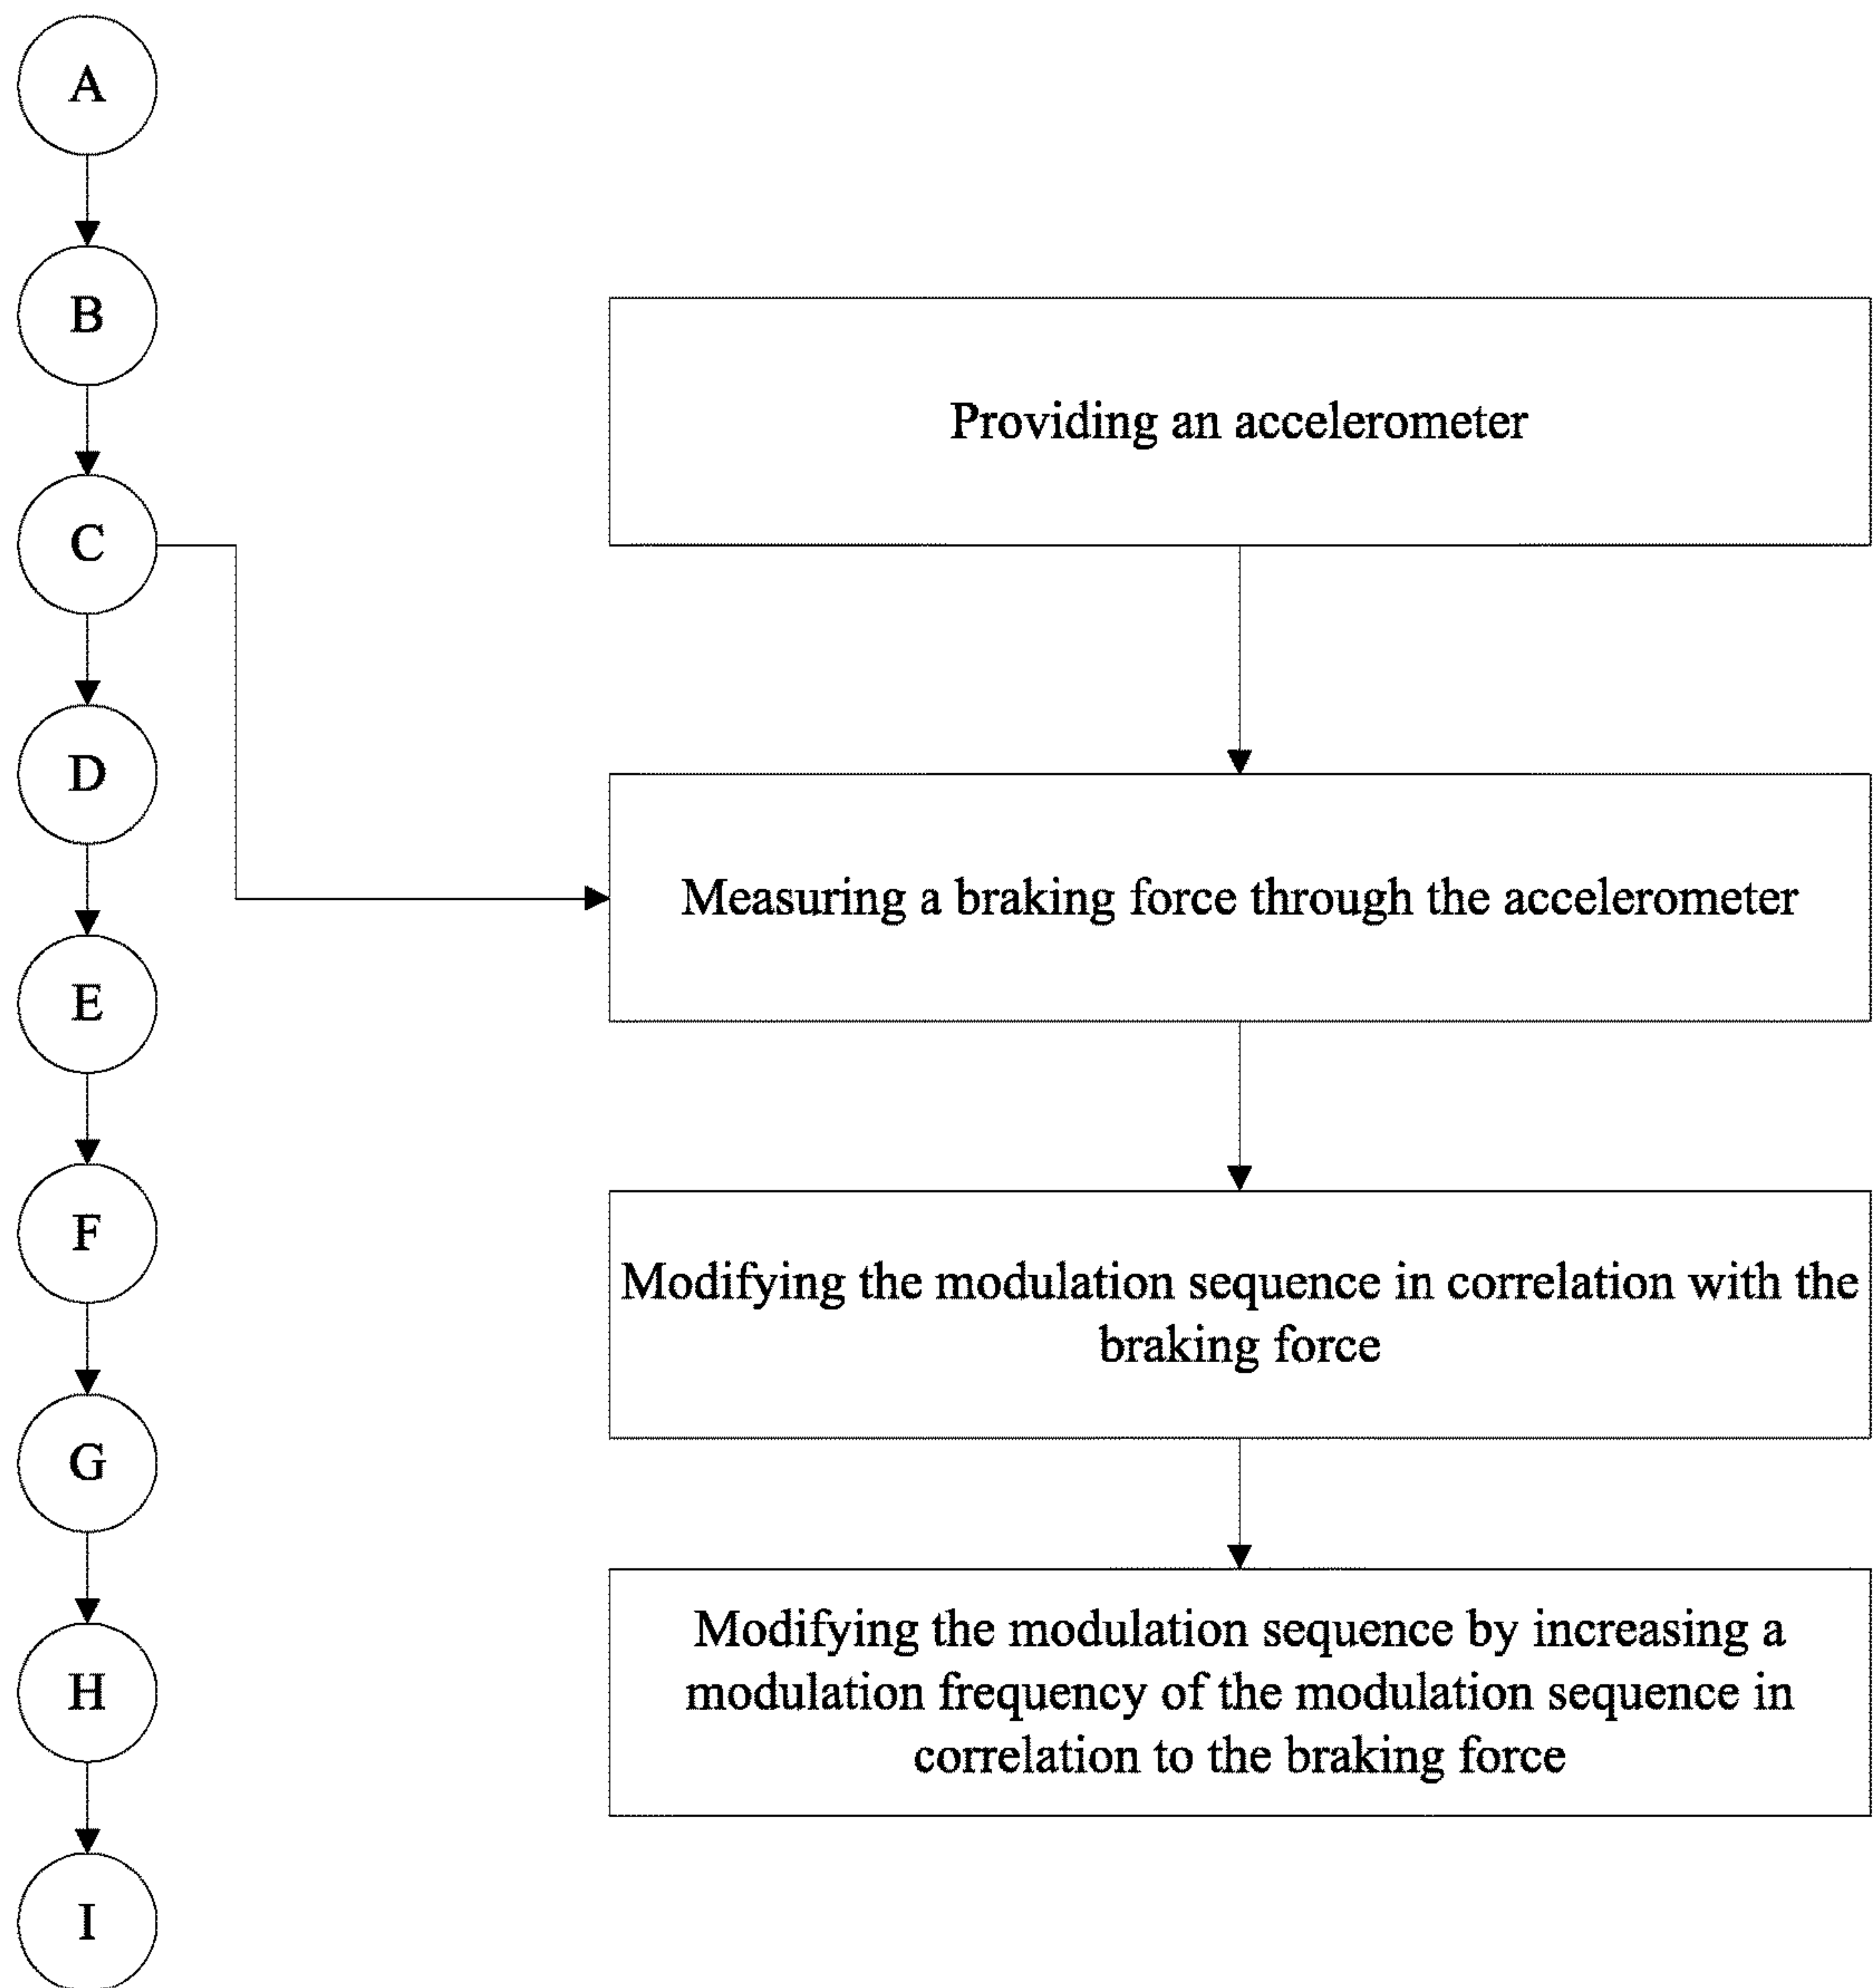 A
B
C
D
E
F
G
H
I
Providing an accelerometer
Measuring a braking force through the accelerometer
Modifying the modulation sequence in correlation with the
braking force
Modifying the modulation sequence by increasing a
modulation frequency of the modulation sequence in
correlation to the braking force